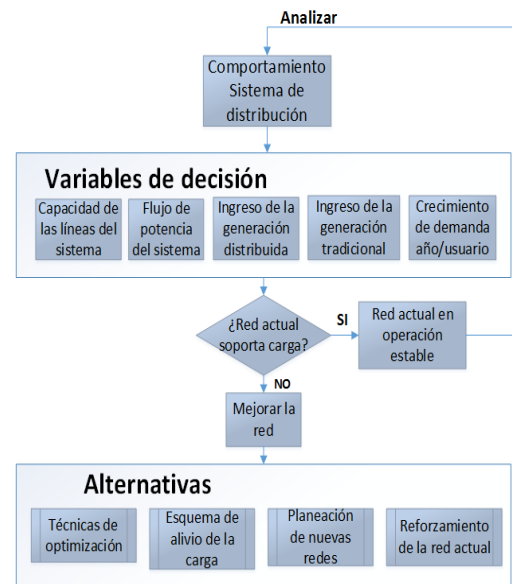 Analizar
Comportamiento
Sistema de
distribución
Variables de decisión
Capacidad de
las líneas del
sistema
Flujo de
potencia
del sistema
Ingreso de la
generación
distribuida
Ingreso de la
generación
tradicional
Crecimiento
de demanda
año/usuario
¿Red actual
soporta carga?
SI
Red actual en
operación
estable
NO
Mejorar la
red
Alternativas
Técnicas de
optimización
Esquema de
alivio de la
carga
Planeación
de nuevas
redes
Reforzamiento
de la red actual